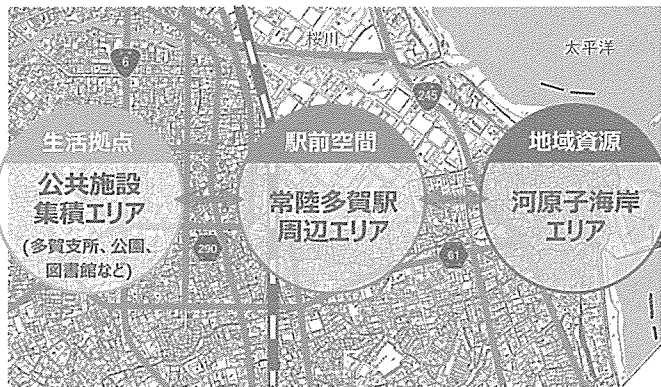 桜川
太平洋
6
245
生活拠点
公共施設
集積エリア
(多賀支所、公園、
図書館など)
駅前空間
常陸多賀駅
周辺エリア
地域資源
河原子海岸
エリア
61